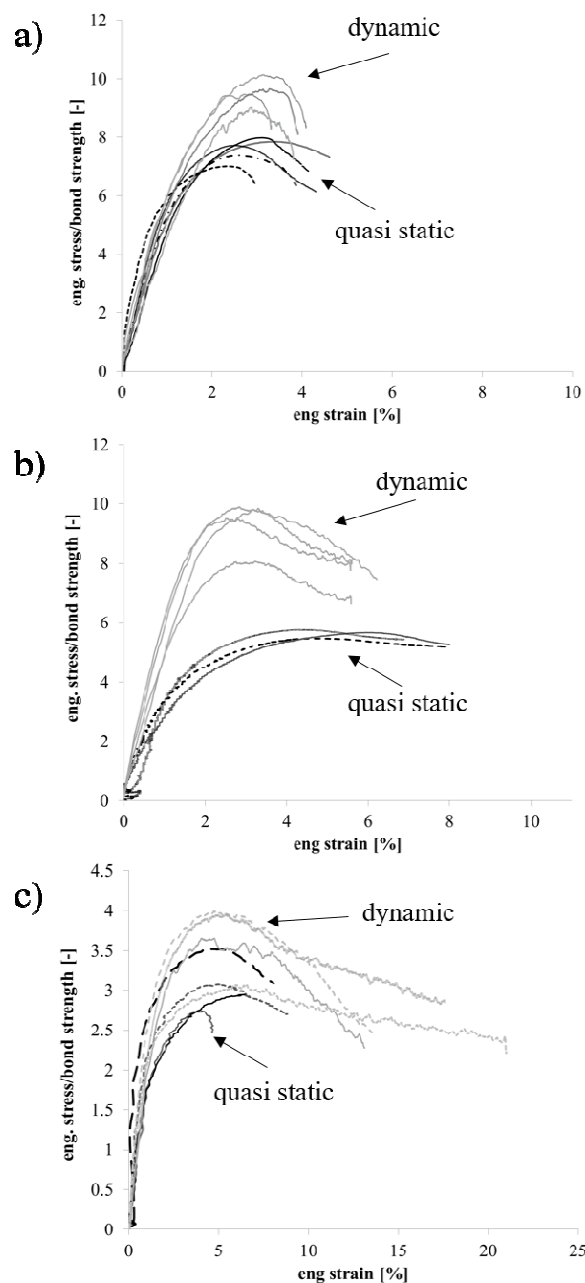 a)
dynamic
quasi static
eng. stress/bond strength [-]
12
10
8
6
4
2
0
0
2
4
6
8
10
eng strain [%]
b)
dynamic
quasi static
eng. stress/bond strength [-]
12
10
8
6
4
2
0
0
2
4
6
8
10
eng strain [%]
c)
dynamic
quasi static
eng. stress/bond strength [-]
4.5
4
3.5
3
2.5
2
1.5
1
0.5
0
0
5
10
15
20
25
eng strain [%]